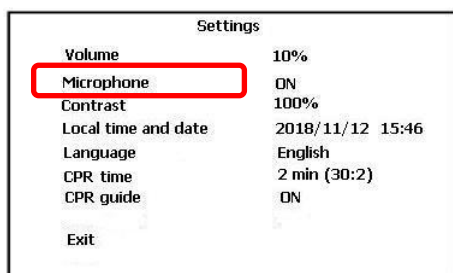 Settings
Volume 10%
Microphone ON
Contrast 100%
Local time and date 2018/11/12 15:46
Language English
CPR time 2 min (30:2)
CPR guide ON
Exit